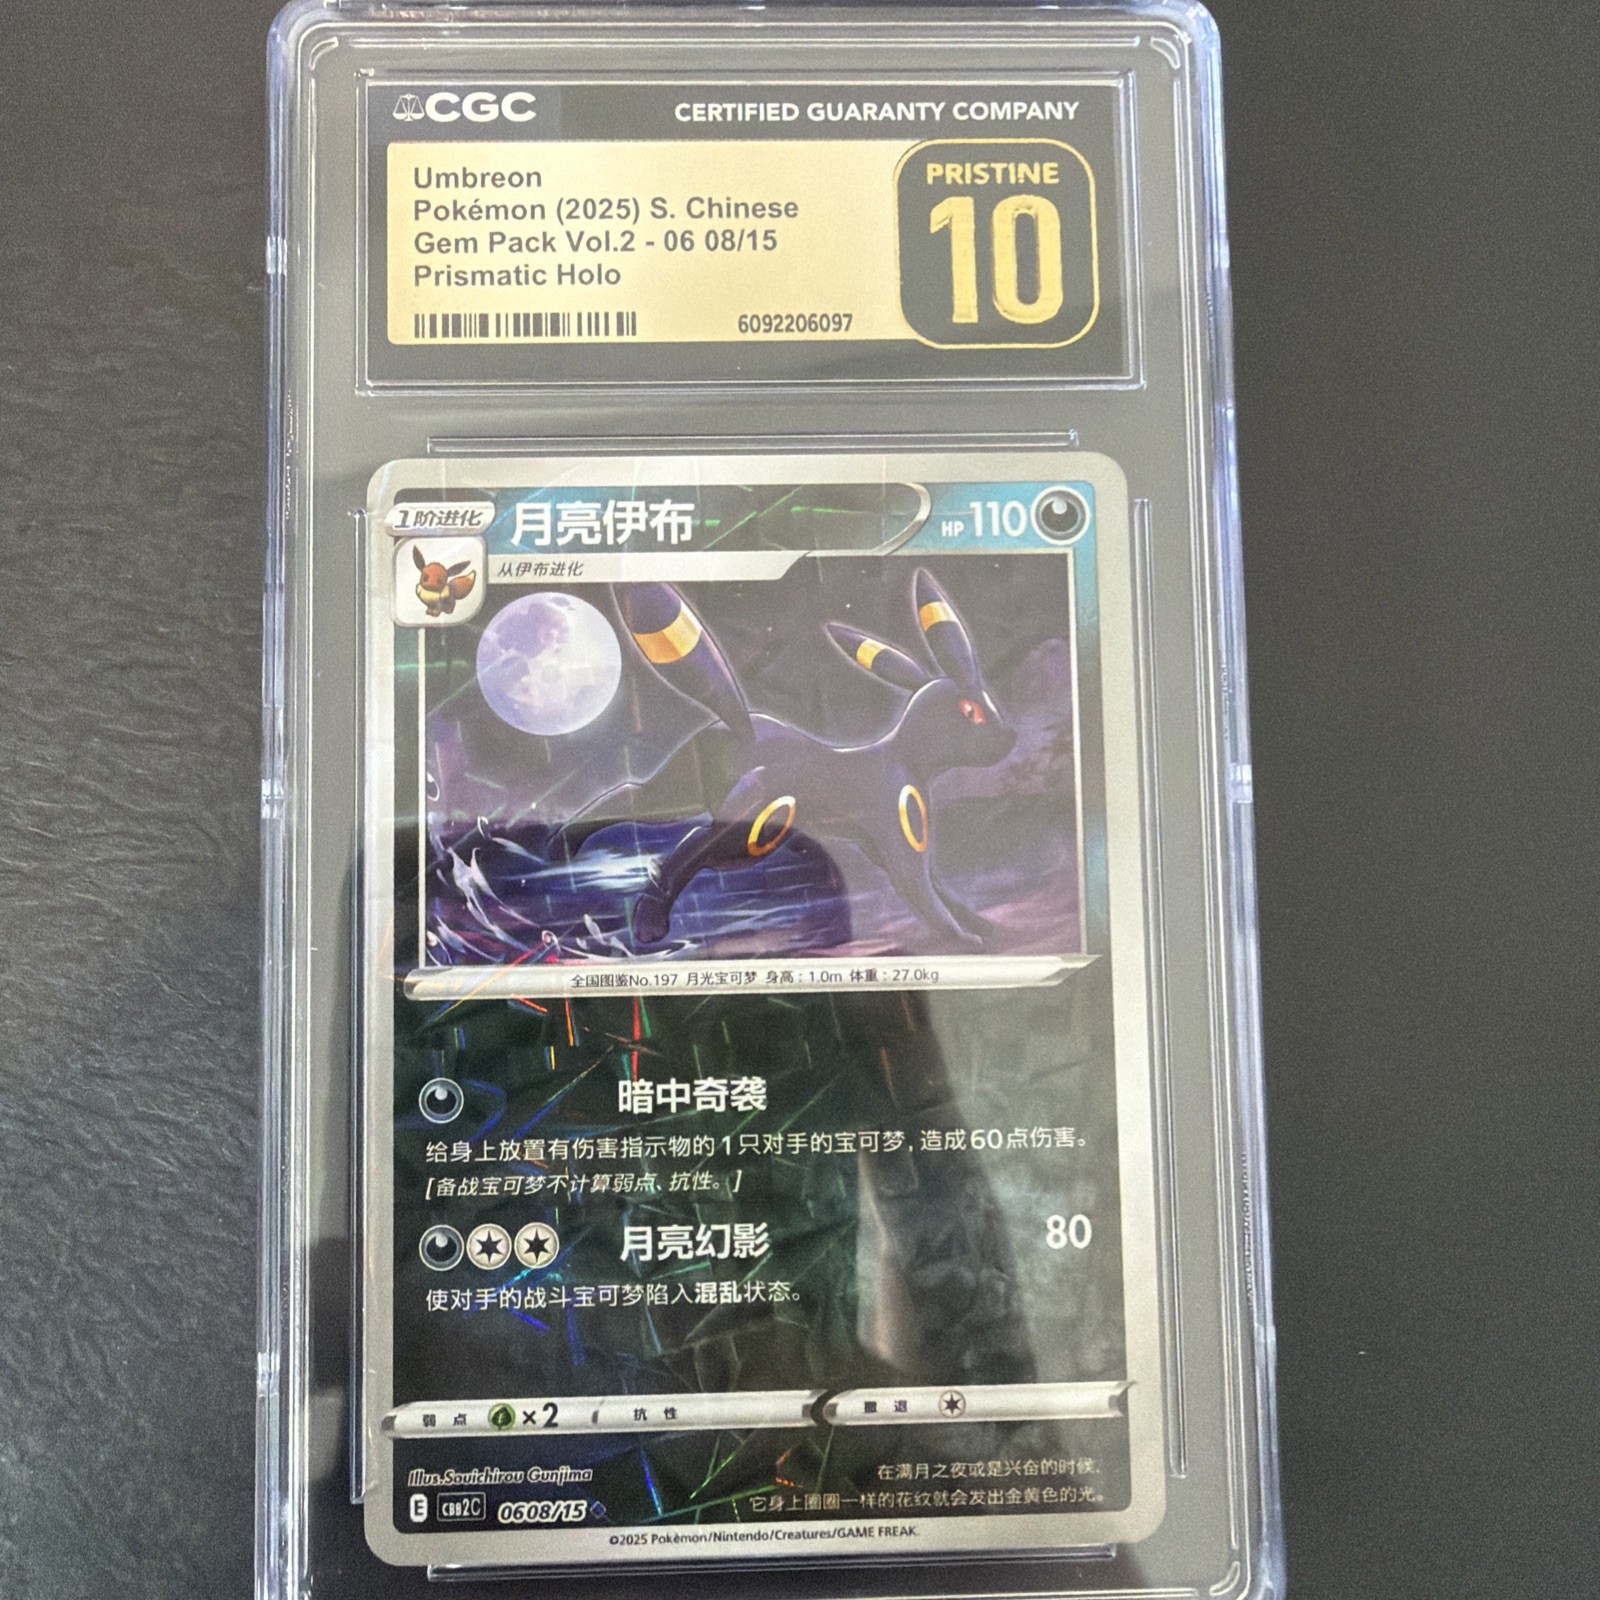 CGC
CERTIFIED GUARANTY COMPANY
Umbreon
Pokémon (2025) S. Chinese
Gem Pack Vol.2 - 06 08/15
Prismatic Holo
6092206097
PRISTINE
10
1阶进化
月亮伊布
HP 110
从伊布进化
全国图鉴No.197 月光宝可梦 身高：1.0m 体重：27.0kg
暗中奇袭
给身上放置有伤害指示物的1只对手的宝可梦，造成60点伤害。
[备战宝可梦不计算弱点、抗性。]
月亮幻影 80
使对手的战斗宝可梦陷入混乱状态。
弱点 ×2 抗性 撤退
Illus.Souichirou Gunjima
E CBB2C 0608/15
在满月之夜或是兴奋的时候，
它身上圈圈一样的花纹就会发出金黄色的光。
©2025 Pokémon/Nintendo/Creatures/GAME FREAK.